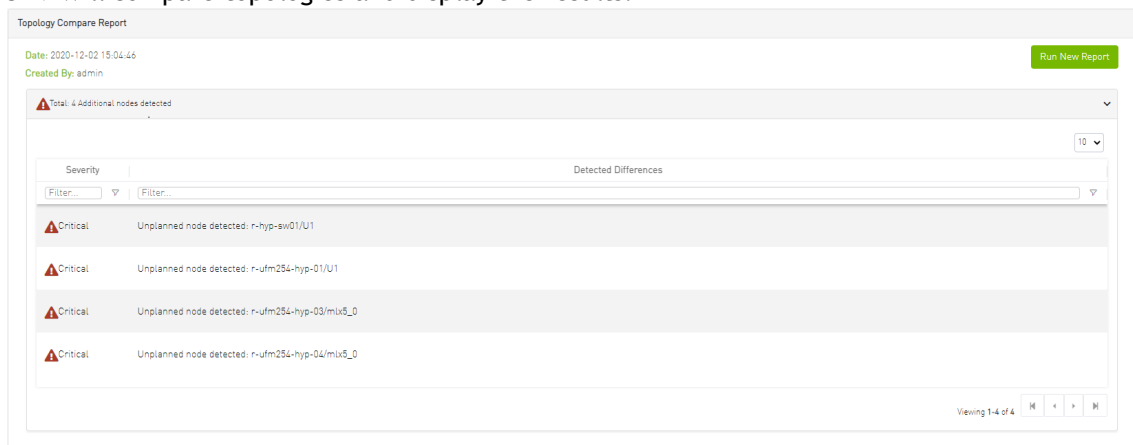 Topology Compare Report
Date: 2020-12-02 15:04:46
Run New Report
Created By: admin
Total: 4 Additional nodes detected
10
Severity Detected Differences
Filter... Filter...
Critical Unplanned node detected: r-hyp-sw01/U1
Critical Unplanned node detected: r-ufm254-hyp-01/U1
Critical Unplanned node detected: r-ufm254-hyp-03/mlx5_0
Critical Unplanned node detected: r-ufm254-hyp-04/mlx5_0
Viewing 1-4 of 4